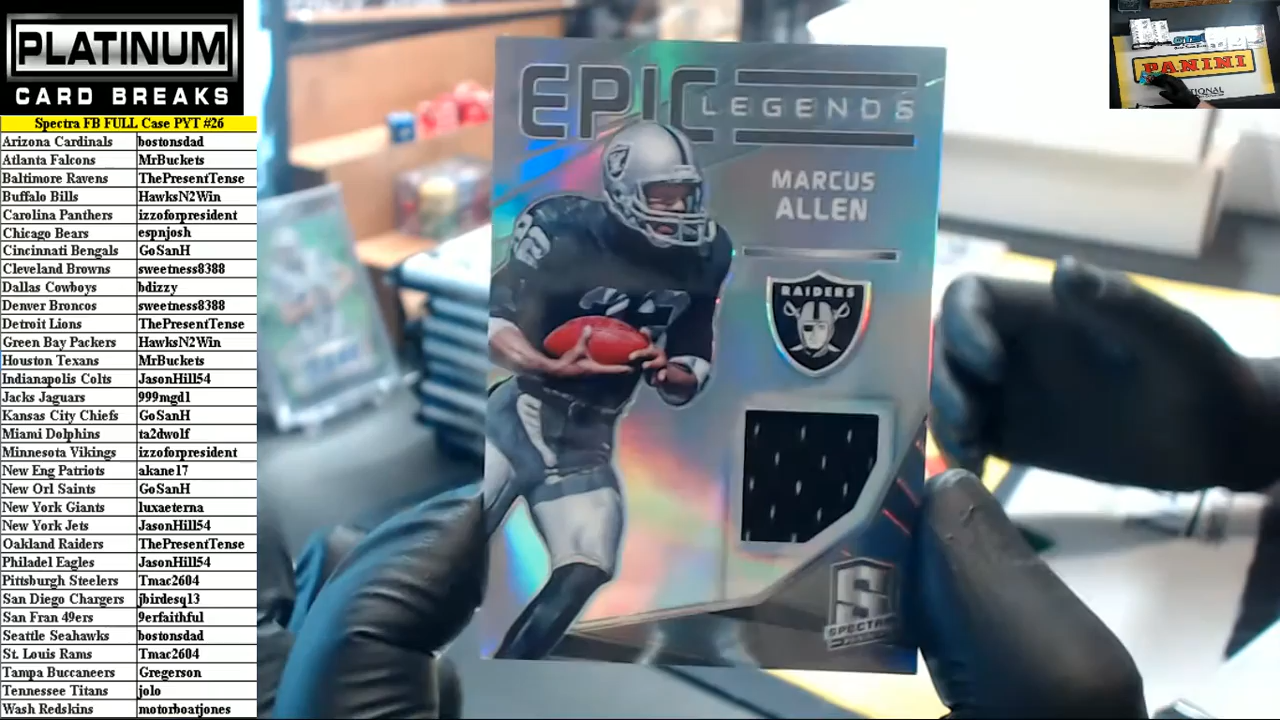 PLATINUM
CARD BREAKS
Spectra FB FULL Case PYT #26
Arizona Cardinals bostonsdad
Atlanta Falcons MrBuckets
Baltimore Ravens ThePresentTense
Buffalo Bills HawksN2Win
Carolina Panthers izzoforpresident
Chicago Bears espnjosh
Cincinnati Bengals GoSanH
Cleveland Browns sweetness8388
Dallas Cowboys bdizzy
Denver Broncos sweetness8388
Detroit Lions ThePresentTense
Green Bay Packers HawksN2Win
Houston Texans MrBuckets
Indianapolis Colts JasonHill54
Jacks Jaguars 999mgd1
Kansas City Chiefs GoSanH
Miami Dolphins ta2dwolf
Minnesota Vikings izzoforpresident
New Eng Patriots akane17
New Orl Saints GoSanH
New York Giants luxaeterna
New York Jets JasonHill54
Oakland Raiders ThePresentTense
Philadel Eagles JasonHill54
Pittsburgh Steelers Tmac2604
San Diego Chargers jbirdesq13
San Fran 49ers 9erfaithful
Seattle Seahawks bostonsdad
St. Louis Rams Tmac2604
Tampa Buccaneers Gregerson
Tennessee Titans jolo
Wash Redskins motorboatjones
EPIC
LEGENDS
MARCUS
ALLEN
RAIDERS
SPECTRA
PANINI